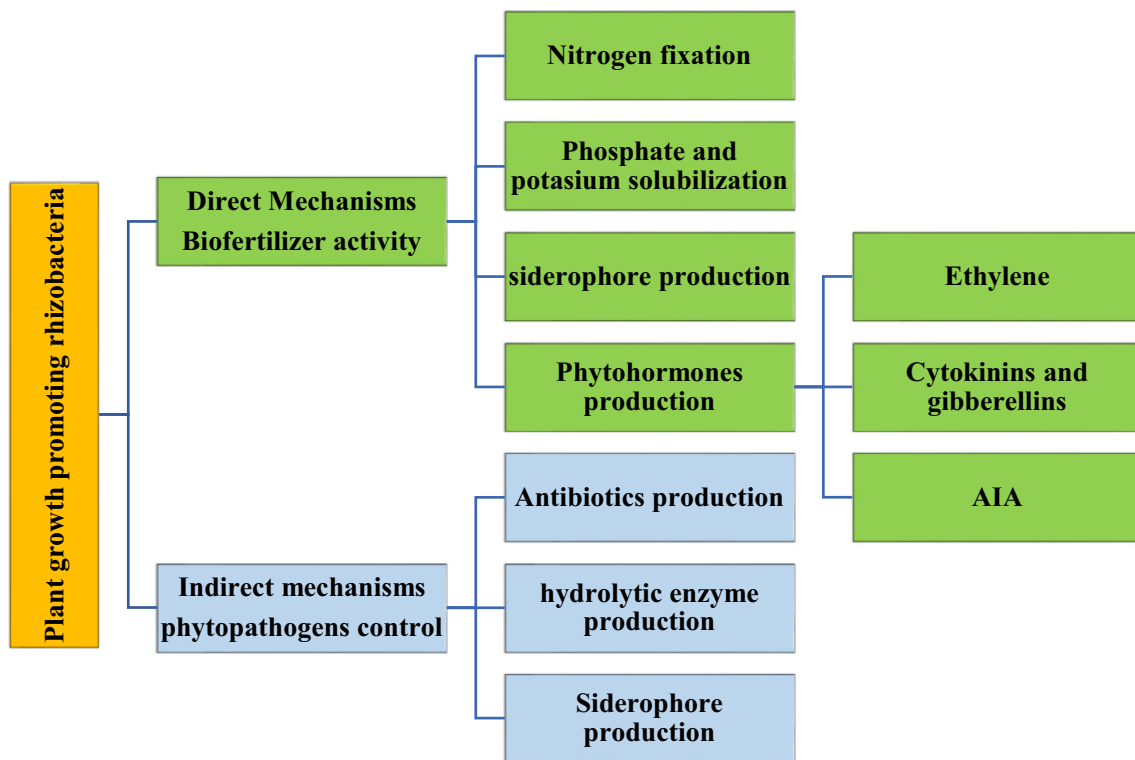 Plant growth promoting rhizobacteria
Direct Mechanisms
Biofertilizer activity
Nitrogen fixation
Phosphate and
potasium solubilization
siderophore production
Phytohormones
production
Ethylene
Cytokinins and
gibberellins
AIA
Indirect mechanisms
phytopathogens control
Antibiotics production
hydrolytic enzyme
production
Siderophore
production